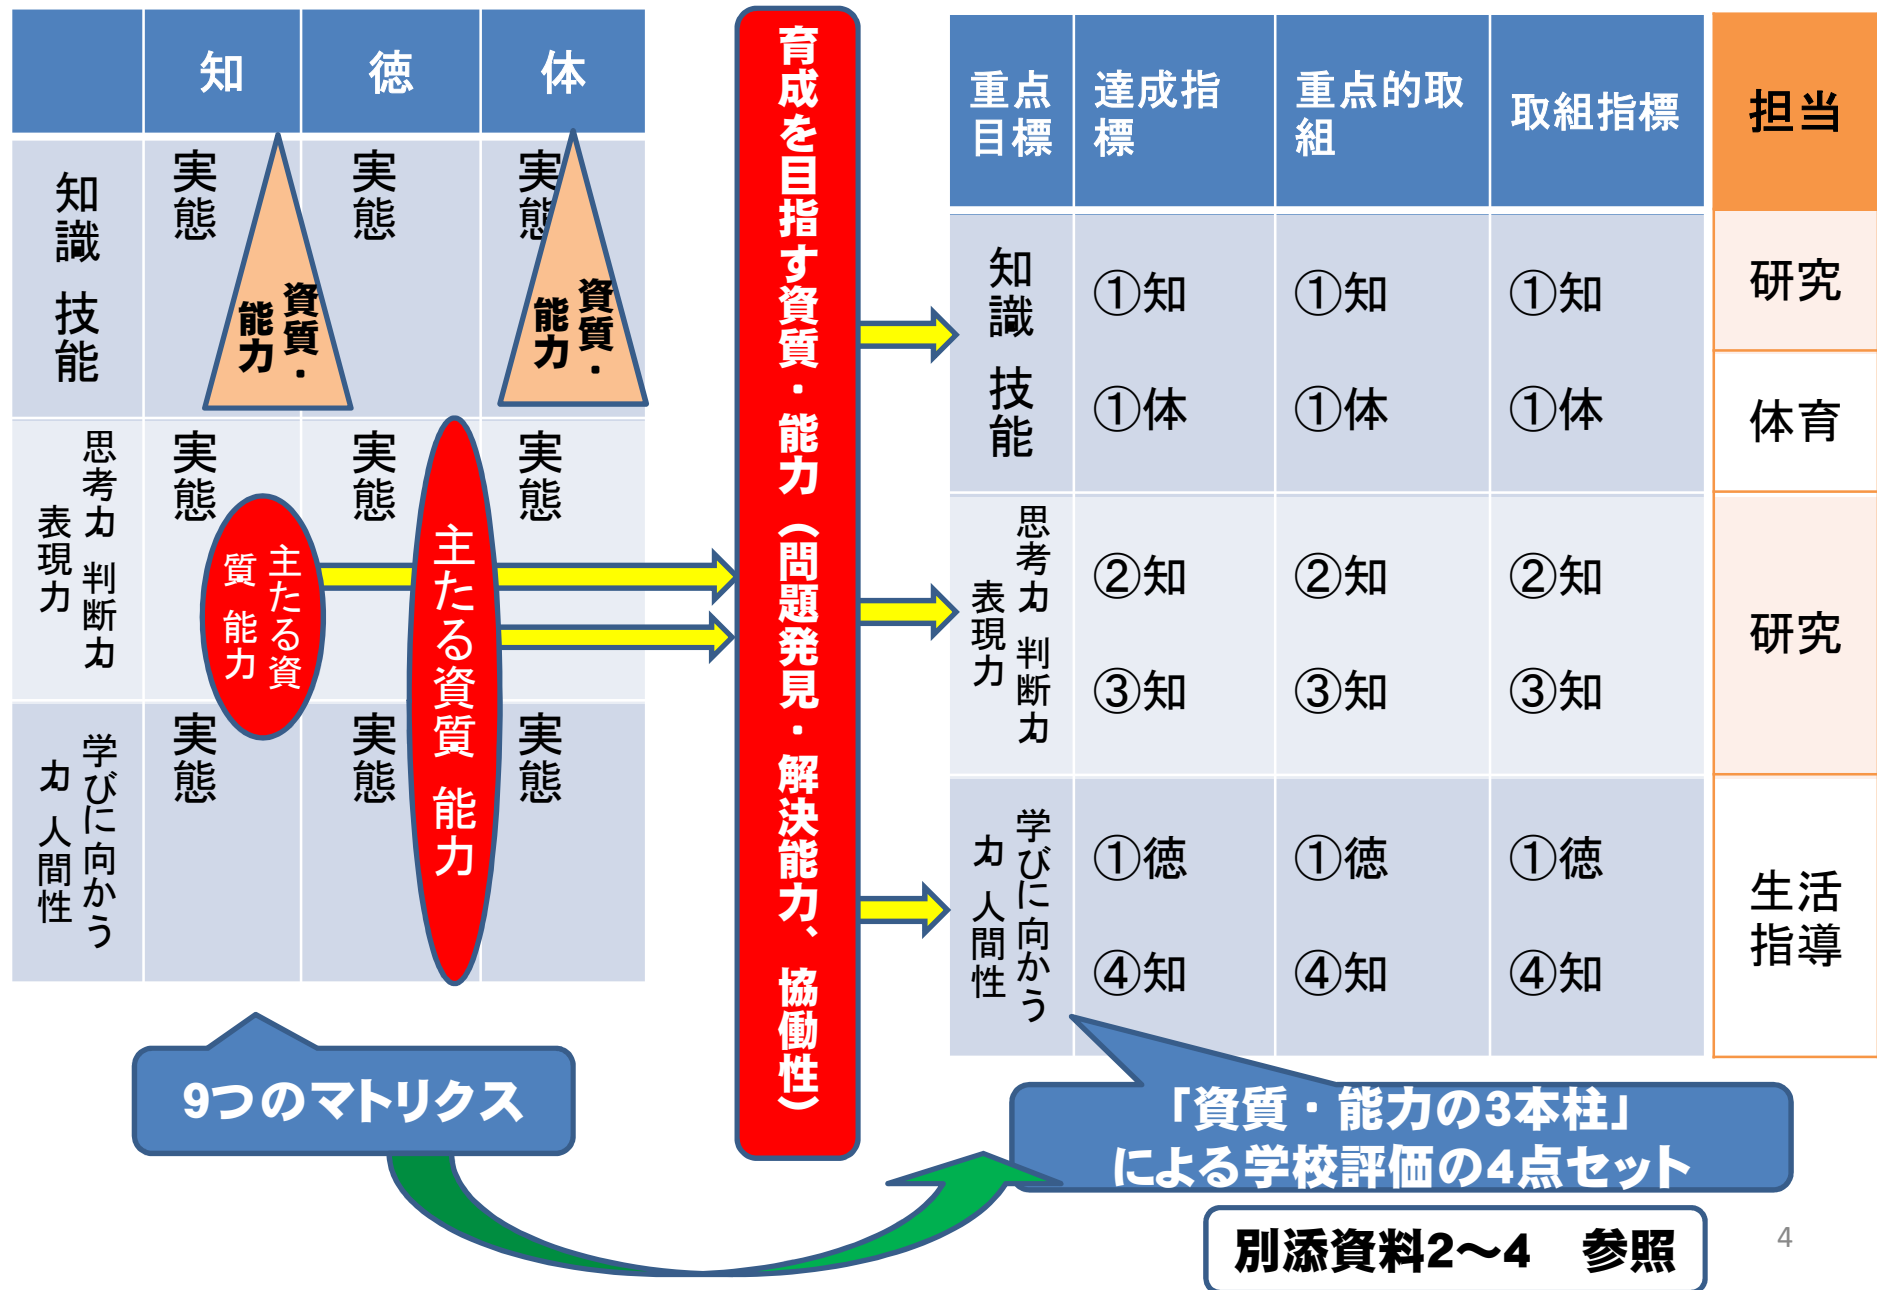 知
徳
体
知識 技能
実態
実態
実態
資質・
能力
資質・
能力
思考力 判断力
表現力
実態
実態
実態
主たる資
質 能力
主たる資質 能力
学びに向かう
力 人間性
実態
実態
実態
9つのマトリクス
育成を目指す資質・能力(問題発見・解決能力、協働性)
重点
目標
達成指
標
重点的取
組
取組指標
担当
知識 技能
①知
①知
①知
研究
①体
①体
①体
体育
思考力 判断力
表現力
②知
②知
②知
研究
③知
③知
③知
学びに向かう
力 人間性
①徳
①徳
①徳
生活
指導
④知
④知
④知
「資質・能力の3本柱」
による学校評価の4点セット
別添資料2~4 参照
4